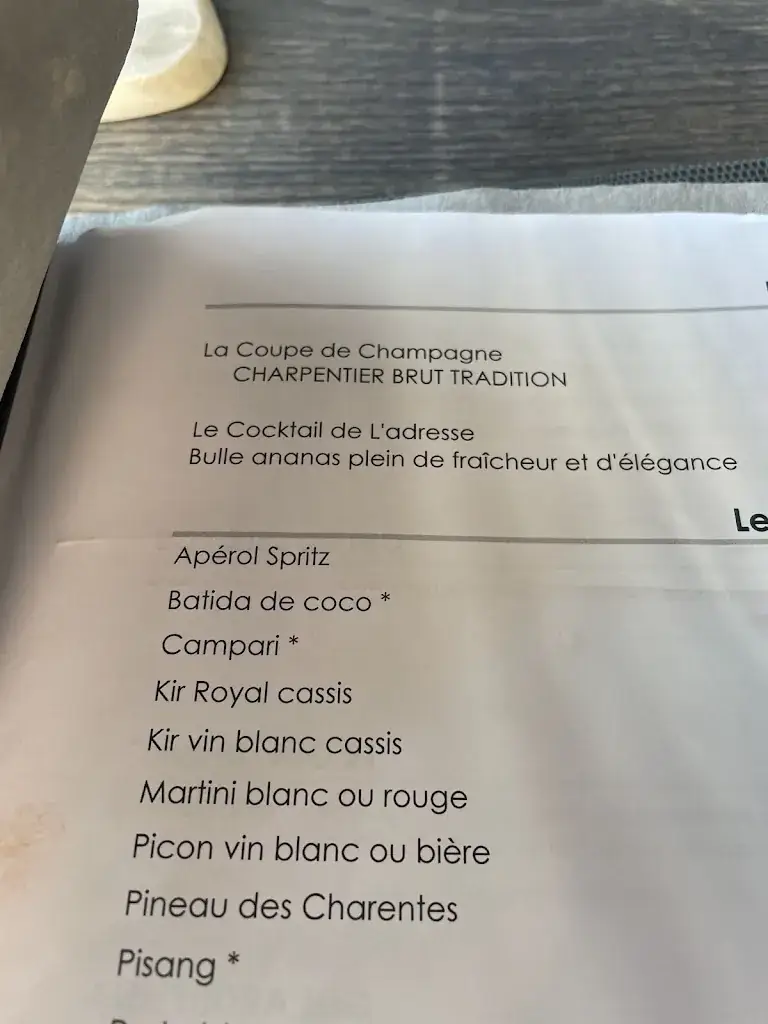 La Coupe de Champagne
CHARPENTIER BRUT TRADITION
Le Cocktail de L'adresse
Bulle ananas plein de fraîcheur et d'élégance
Le
Apérol Spritz
Batida de coco *
Campari *
Kir Royal cassis
Kir vin blanc cassis
Martini blanc ou rouge
Picon vin blanc ou bière
Pineau des Charentes
Pisang *